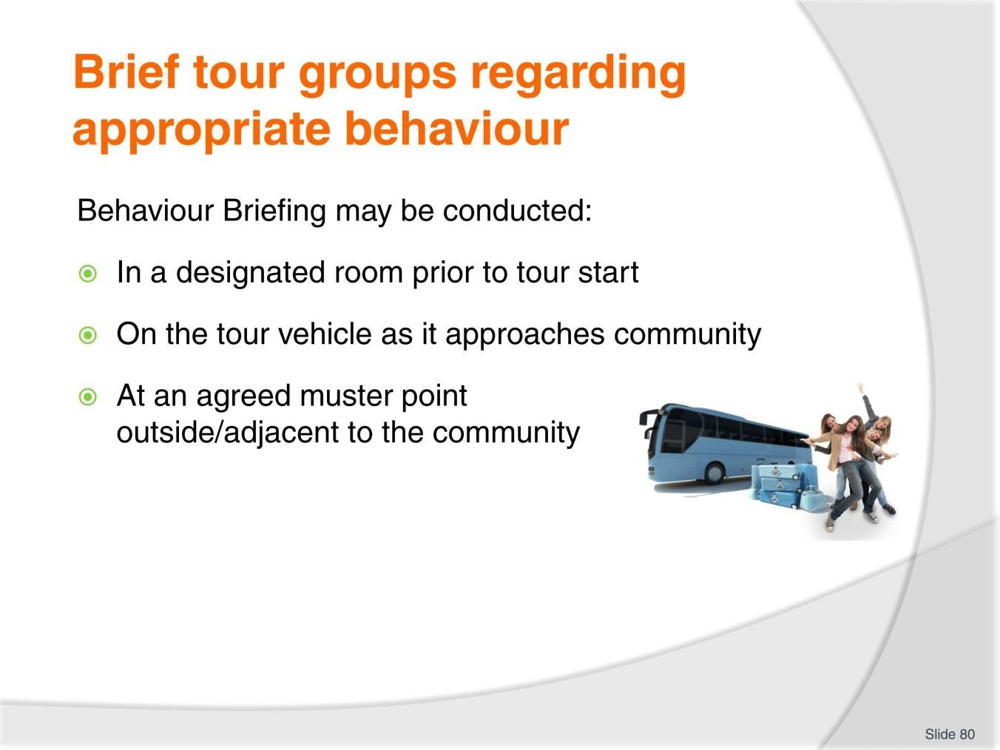 Brief tour groups regarding
appropriate behaviour
Behaviour Briefing may be conducted:
In a designated room prior to tour start
On the tour vehicle as it approaches community
At an agreed muster point
outside/adjacent to the community
Slide 80